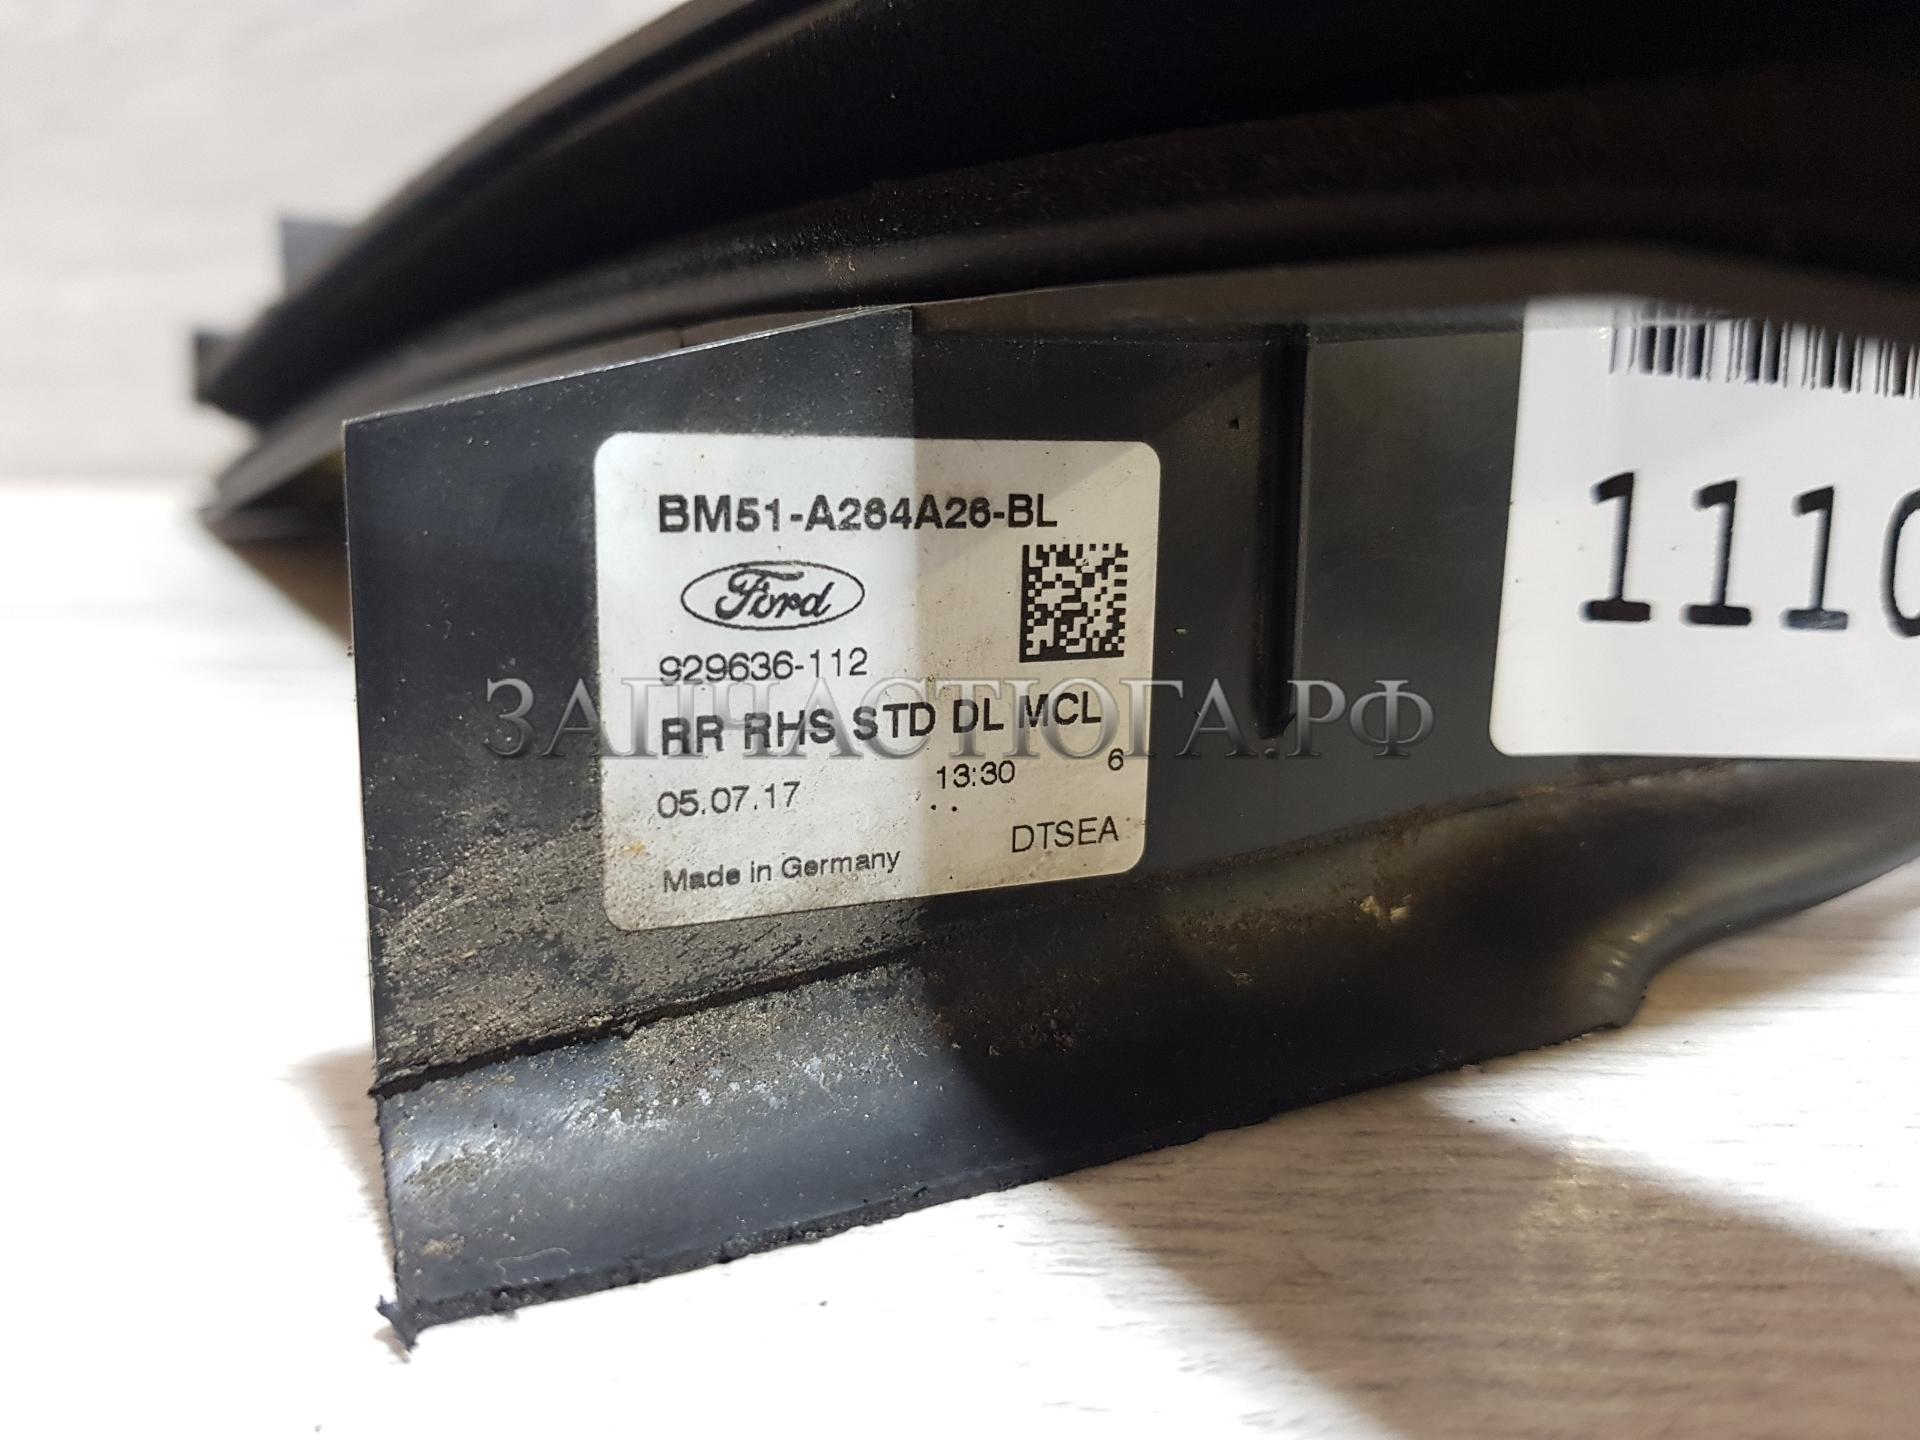 BM51-A264A26-BL
Ford
929636-112
RR RHS STD DL MCL
05.07.17 13:30 6
DTSEA
Made in Germany
1110
ЗАПЧАСТЮГА.РФ